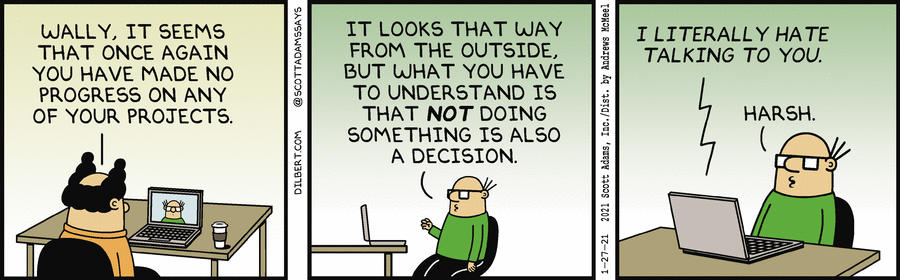 WALLY, IT SEEMS
THAT ONCE AGAIN
YOU HAVE MADE NO
PROGRESS ON ANY
OF YOUR PROJECTS.
DILBERT.COM @SCOTTADAMSSAYS
IT LOOKS THAT WAY
FROM THE OUTSIDE,
BUT WHAT YOU HAVE
TO UNDERSTAND IS
THAT NOT DOING
SOMETHING IS ALSO
A DECISION.
1-27-21 2021 Scott Adams, Inc./Dist. by Andrews McMeel
I LITERALLY HATE
TALKING TO YOU.
HARSH.